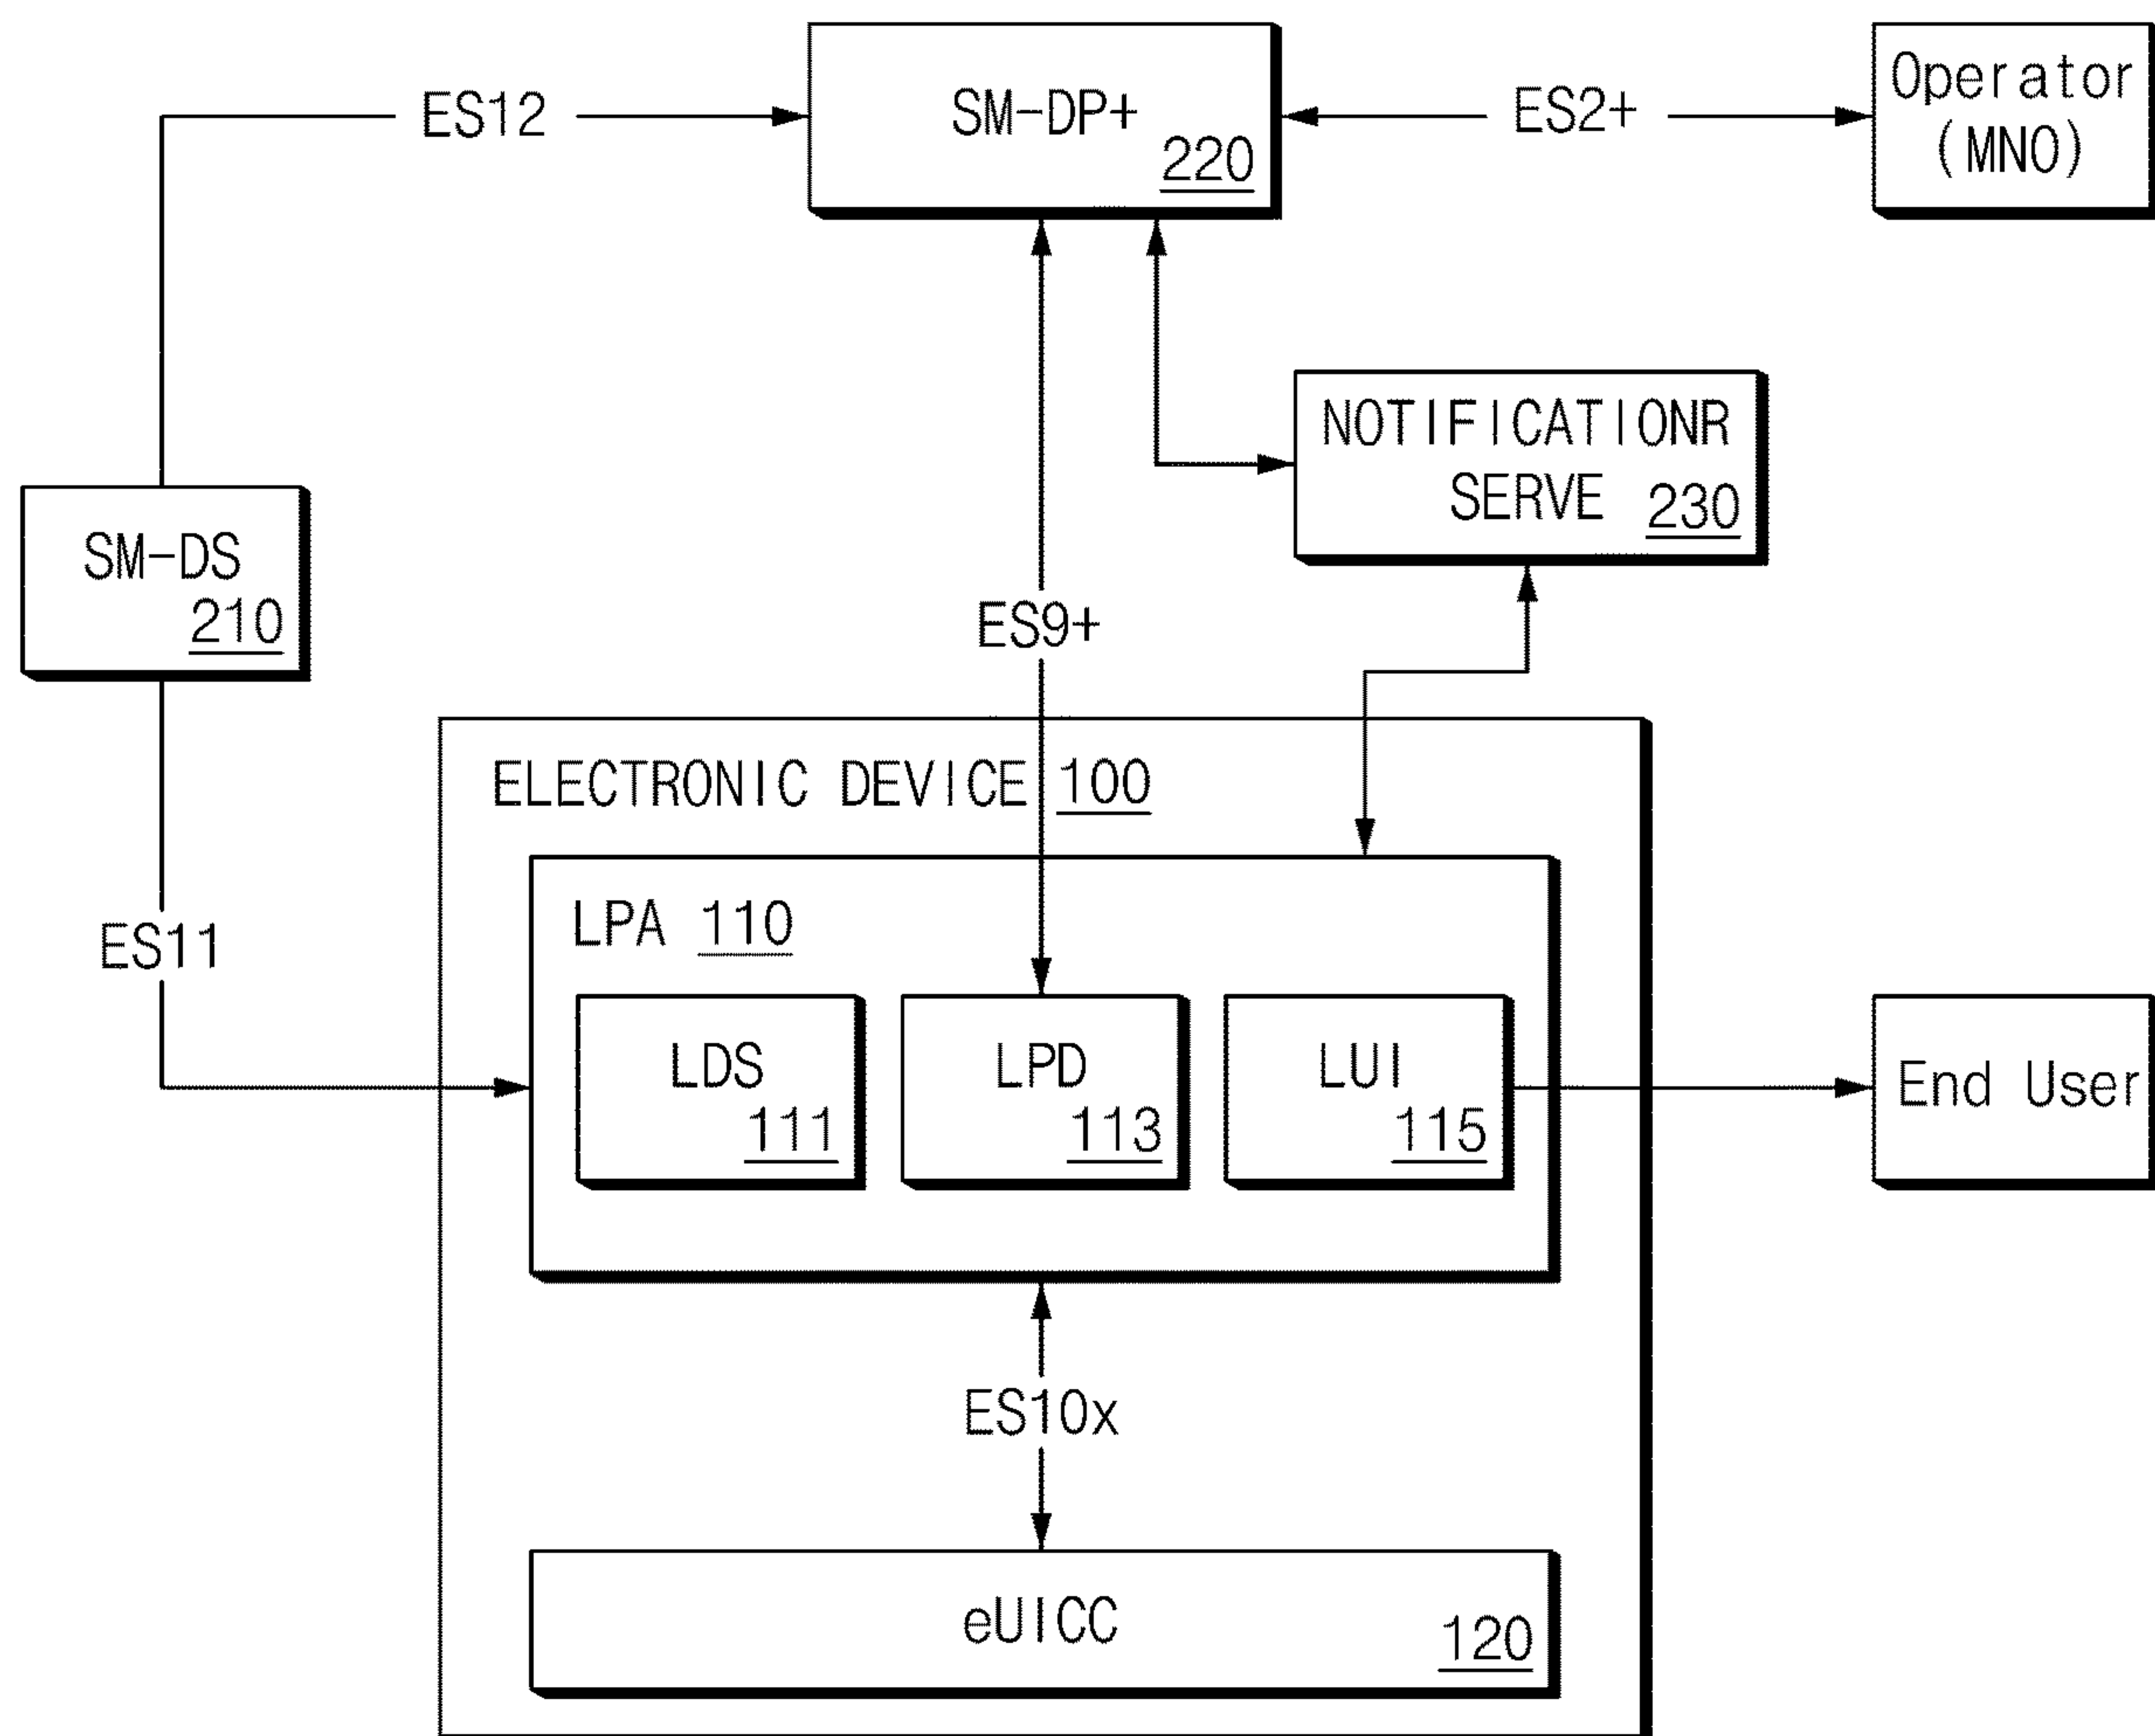 ES12
SM-DP+
220
ES2+
Operator
(MNO)
NOTIFICATIONR
SERVE 230
SM-DS
210
ES9+
ELECTRONIC DEVICE 100
LPA 110
ES11
LDS
111
LPD
113
LUI
115
End User
ES10x
eUICC
120